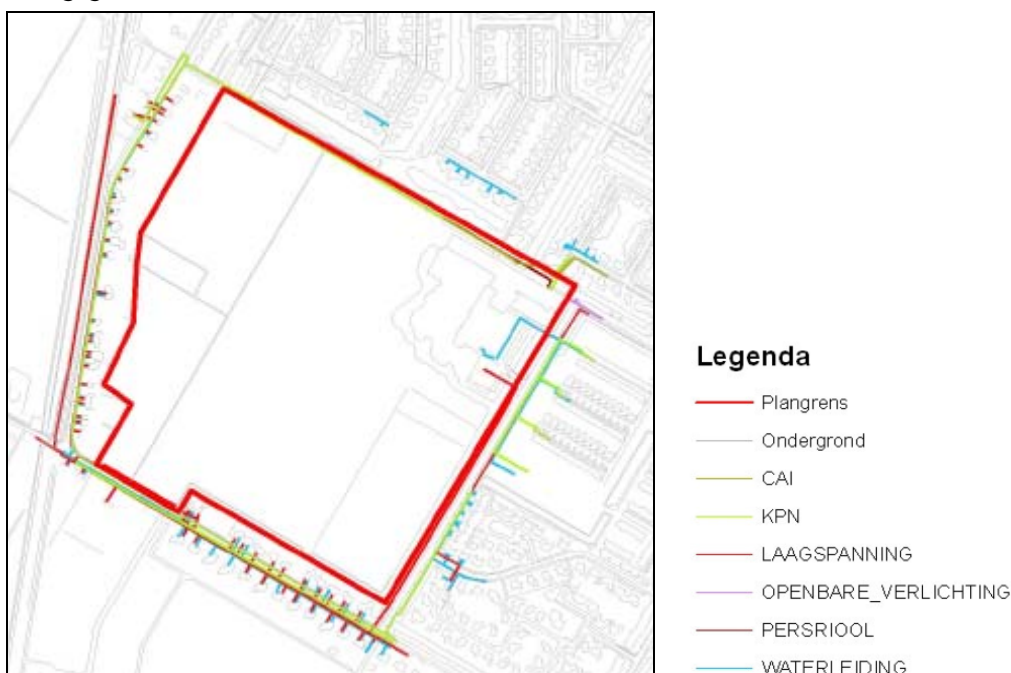 Legenda
Plangrens
Ondergrond
CAI
KPN
LAAGSPANNING
OPENBARE_VERLICHTING
PERSRIOOL
WATERLEIDING